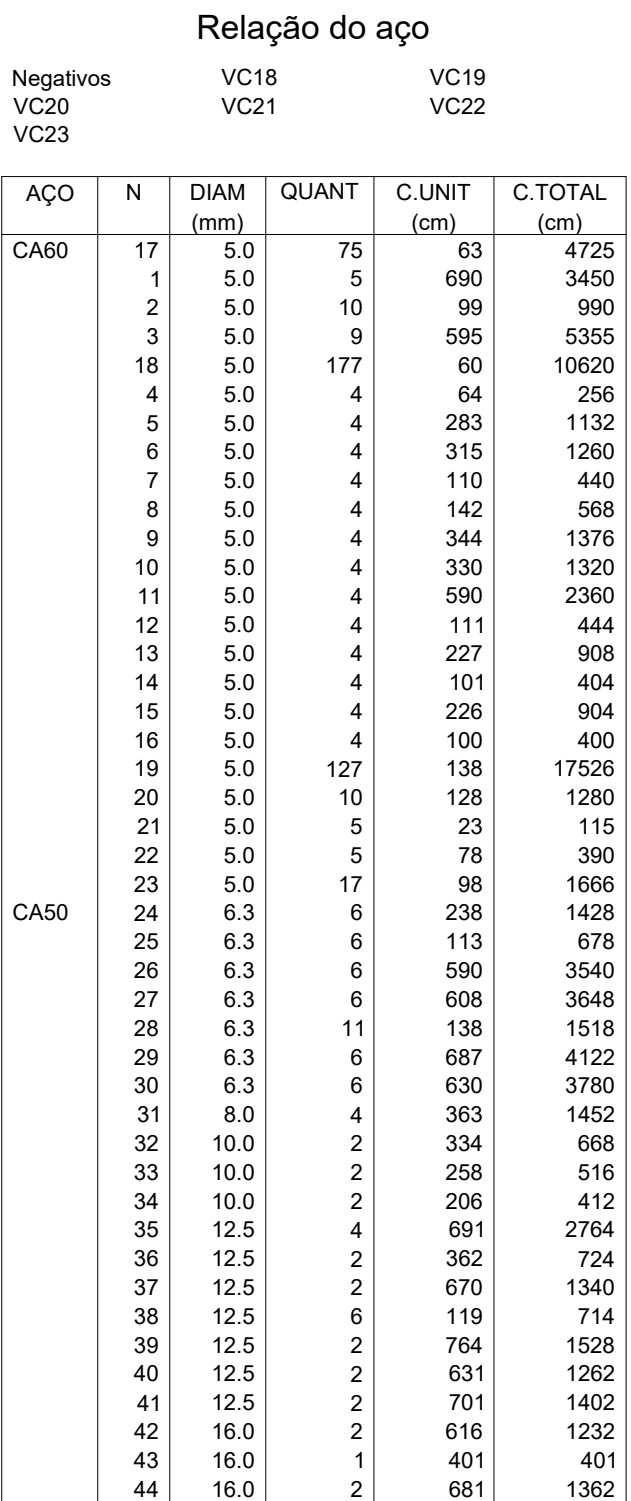 Relação do aço
Negativos VC18 VC19
VC20 VC21 VC22
VC23
AÇO N DIAM QUANT C.UNIT C.TOTAL
(mm) (cm) (cm)
CA60 17 5.0 75 63 4725
1 5.0 5 690 3450
2 5.0 10 99 990
3 5.0 9 595 5355
18 5.0 177 60 10620
4 5.0 4 64 256
5 5.0 4 283 1132
6 5.0 4 315 1260
7 5.0 4 110 440
8 5.0 4 142 568
9 5.0 4 344 1376
10 5.0 4 330 1320
11 5.0 4 590 2360
12 5.0 4 111 444
13 5.0 4 227 908
14 5.0 4 101 404
15 5.0 4 226 904
16 5.0 4 100 400
19 5.0 127 138 17526
20 5.0 10 128 1280
21 5.0 5 23 115
22 5.0 5 78 390
23 5.0 17 98 1666
CA50 24 6.3 6 238 1428
25 6.3 6 113 678
26 6.3 6 590 3540
27 6.3 6 608 3648
28 6.3 11 138 1518
29 6.3 6 687 4122
30 6.3 6 630 3780
31 8.0 4 363 1452
32 10.0 2 334 668
33 10.0 2 258 516
34 10.0 2 206 412
35 12.5 4 691 2764
36 12.5 2 362 724
37 12.5 2 670 1340
38 12.5 6 119 714
39 12.5 2 764 1528
40 12.5 2 631 1262
41 12.5 2 701 1402
42 16.0 2 616 1232
43 16.0 1 401 401
44 16.0 2 681 1362